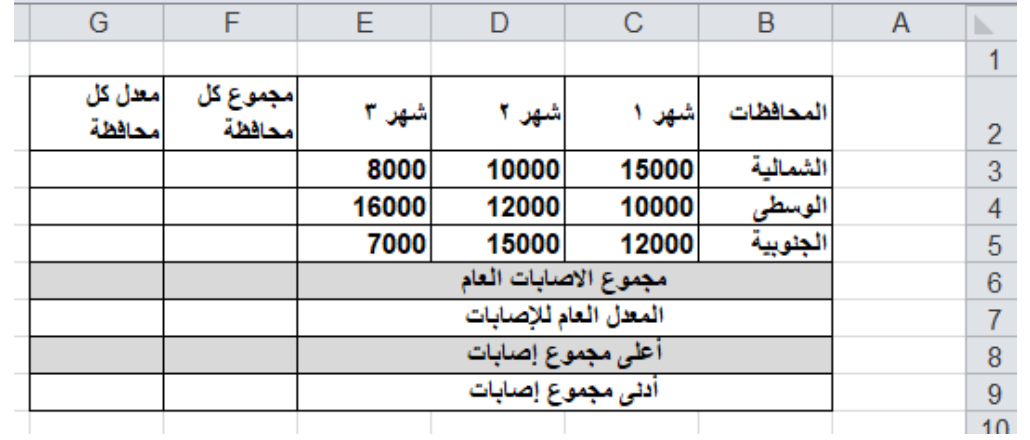 A B C D E F G
1
2 المحافظات شهر ١ شهر ٢ شهر ٣ مجموع كل محافظة معدل كل محافظة
3 الشمالية 15000 10000 8000
4 الوسطى 10000 12000 16000
5 الجنوبية 12000 15000 7000
6 مجموع الاصابات العام
7 المعدل العام للإصابات
8 أعلى مجموع إصابات
9 أدنى مجموع إصابات
10